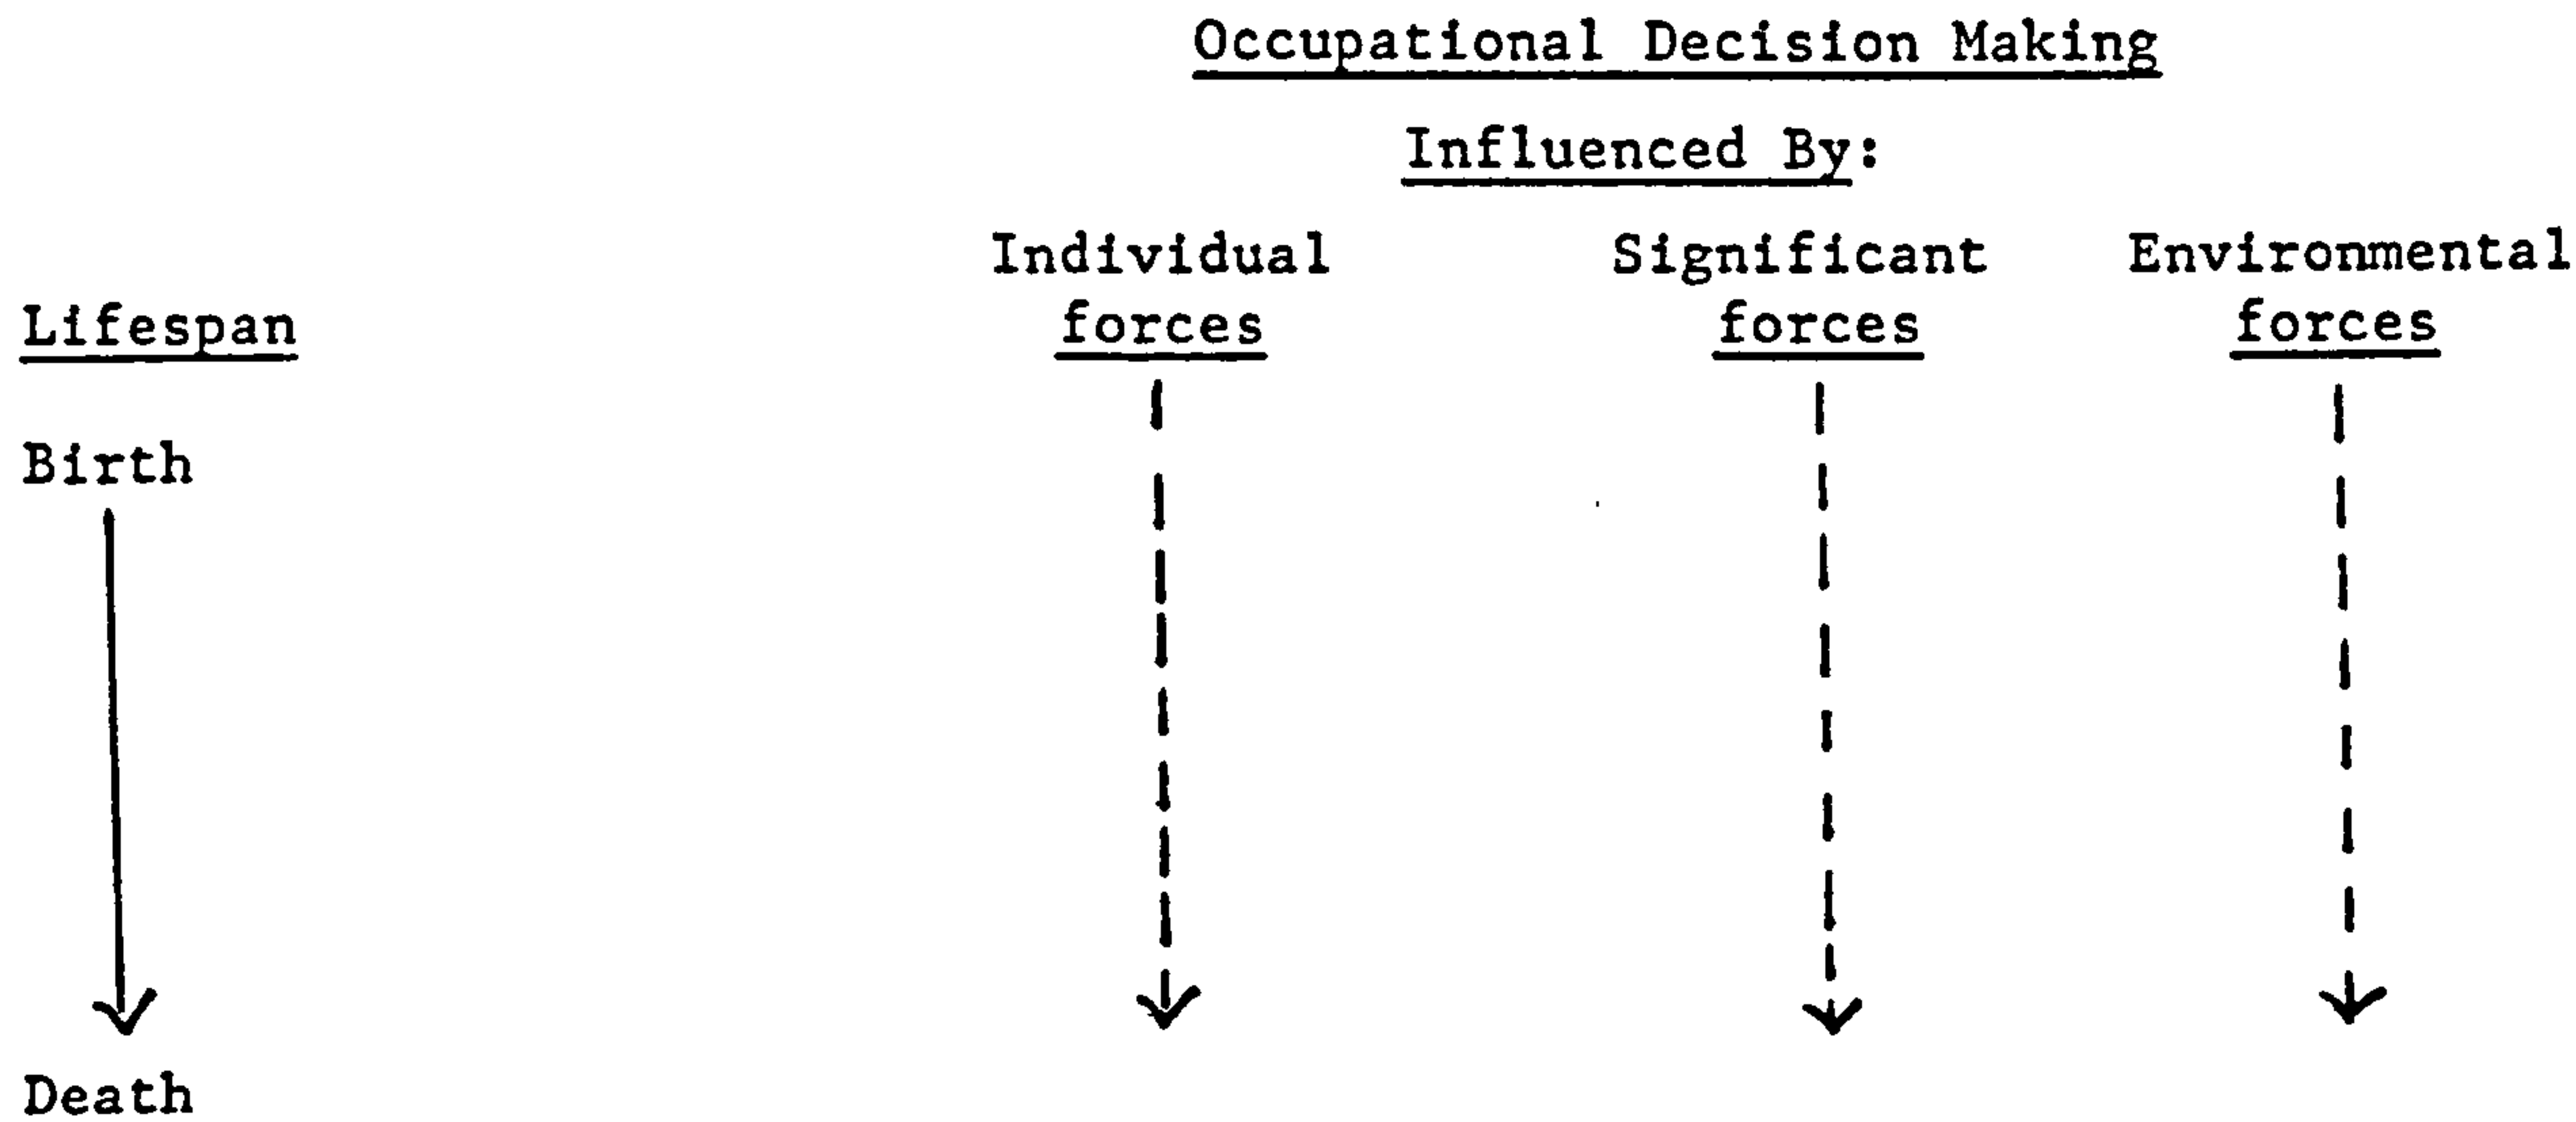 Occupational Decision Making
Influenced By:
Individual Significant Environmental
Lifespan forces forces forces
Birth
Death